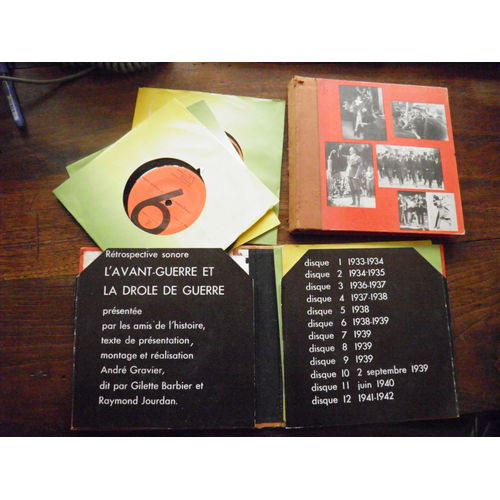 6
Rétrospective sonore
L'AVANT-GUERRE ET
LA DROLE DE GUERRE
présentée
par les amis de l'histoire,
texte de présentation,
montage et réalisation
André Gravier,
dit par Gilette Barbier et
Raymond Jourdan.
disque 1 1933-1934
disque 2 1934-1935
disque 3 1936-1937
disque 4 1937-1938
disque 5 1938
disque 6 1938-1939
disque 7 1939
disque 8 1939
disque 9 1939
disque 10 2 septembre 1939
disque 11 juin 1940
disque 12 1941-1942